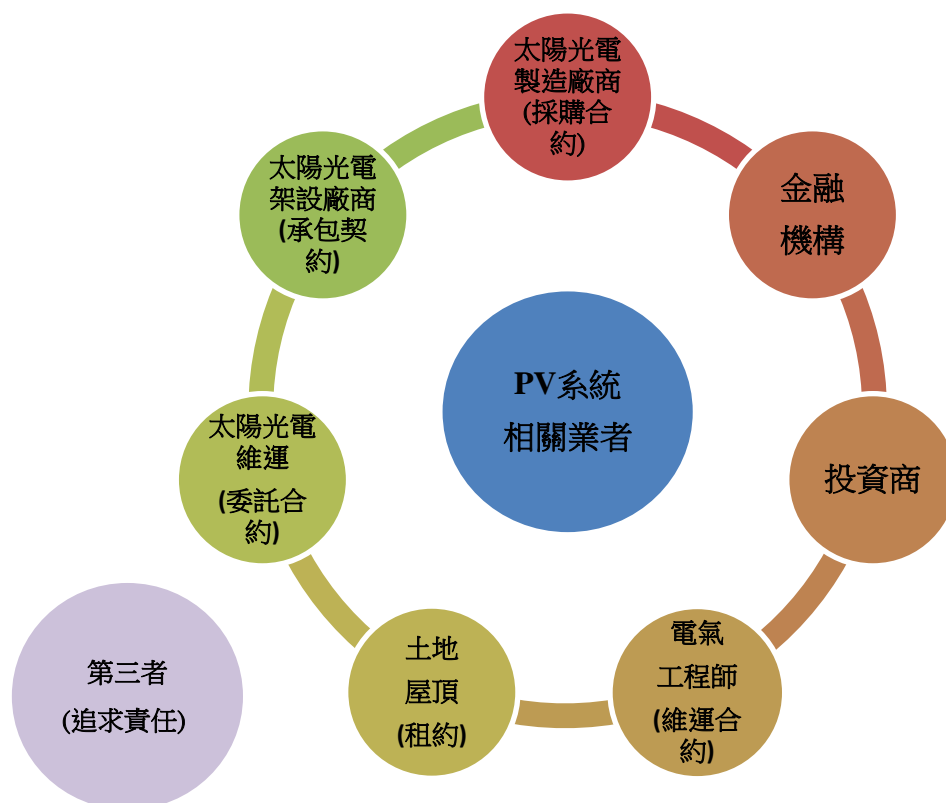 太陽光電
製造廠商
(採購合
約)
金融
機構
投資商
電氣
工程師
(維運合
約)
土地
屋頂
(租約)
太陽光電
維運
(委託合
約)
太陽光電
架設廠商
(承包契
約)
PV系統
相關業者
第三者
(追求責任)